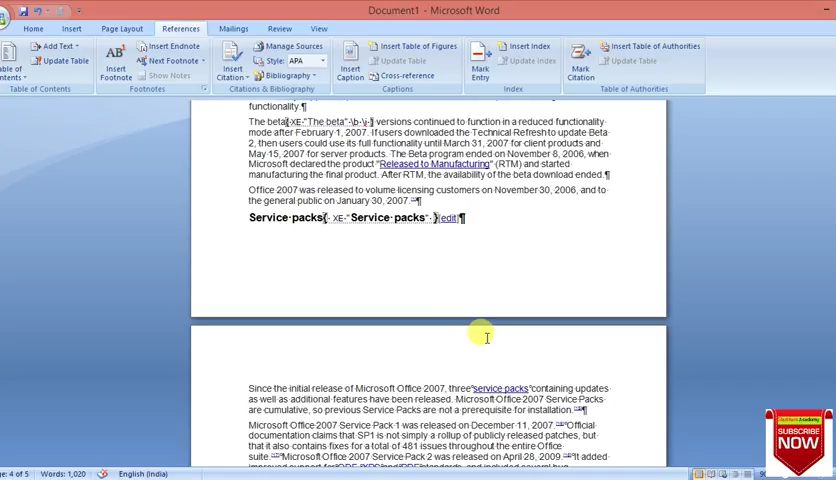 Document1 - Microsoft Word
Home Insert Page Layout References Mailings Review View
Add Text
Update Table
Table of Contents
AB¹
Insert Footnote
Insert Endnote
Next Footnote
Show Notes
Footnotes
Insert Citation
Manage Sources
Style: APA
Bibliography
Citations & Bibliography
Insert Caption
Insert Table of Figures
Update Table
Cross-reference
Captions
Mark Entry
Insert Index
Update Index
Index
Mark Citation
Insert Table of Authorities
Update Table
Table of Authorities
functionality.¶
The beta{·XE·"The beta"·\b·\i·} versions continued to function in a reduced functionality
mode after February 1, 2007. If users downloaded the Technical Refresh to update Beta
2, then users could use its full functionality until March 31, 2007 for client products and
May 15, 2007 for server products. The Beta program ended on November 8, 2006, when
Microsoft declared the product "Released to Manufacturing" (RTM) and started
manufacturing the final product. After RTM, the availability of the beta download ended.¶
Office 2007 was released to volume licensing customers on November 30, 2006, and to
the general public on January 30, 2007.
Service·packs{· XE·"Service·packs"·}[edit]¶
Since the initial release of Microsoft Office 2007, three°service packs°containing updates
as well as additional features have been released. Microsoft Office 2007 Service Packs
are cumulative, so previous Service Packs are not a prerequisite for installation.
Microsoft Office 2007 Service Pack 1 was released on December 11, 2007. °Official
documentation claims that SP1 is not simply a rollup of publicly released patches, but
that it also contains fixes for a total of 481 issues throughout the entire Office
suite. °Microsoft Office 2007 Service Pack 2 was released on April 28, 2009. °It added
SUBSCRIBE
NOW
ge: 4 of 5 Words: 1,020 English (India)